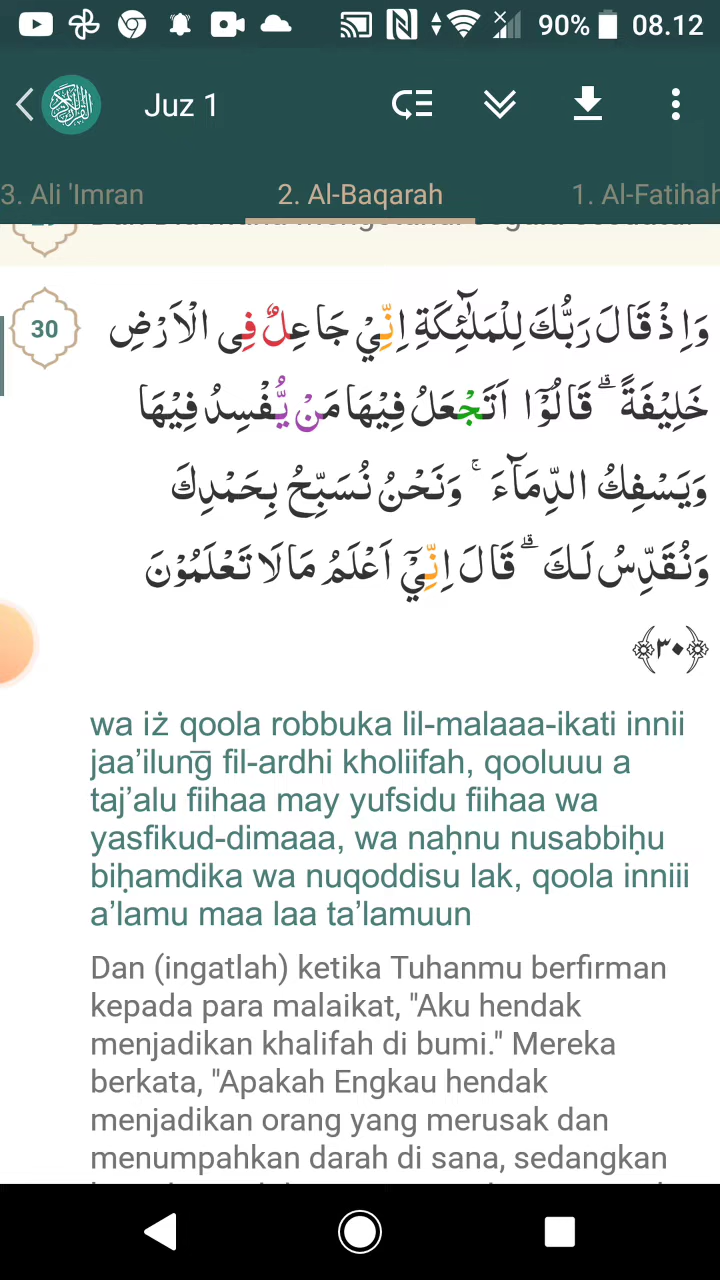 90% 08.12
Juz 1
3. Ali 'Imran 2. Al-Baqarah 1. Al-Fatihah
30
وَاِذْ قَالَ رَبُّكَ لِلْمَلٰۤىِٕكَةِ اِنِّيْ جَاعِلٌ فِى الْاَرْضِ
خَلِيْفَةً ۗ قَالُوْٓا اَتَجْعَلُ فِيْهَا مَنْ يُّفْسِدُ فِيْهَا
وَيَسْفِكُ الدِّمَاۤءَ ۚ وَنَحْنُ نُسَبِّحُ بِحَمْدِكَ
وَنُقَدِّسُ لَكَ ۗ قَالَ اِنِّيْٓ اَعْلَمُ مَا لَا تَعْلَمُوْنَ
﴿٣٠﴾
wa iż qoola robbuka lil-malaaa-ikati innii
jaa’ilung̅ fil-ardhi kholiifah, qooluuu a
taj’alu fiihaa may yufsidu fiihaa wa
yasfikud-dimaaa, wa naḥnu nusabbiḥu
biḥamdika wa nuqoddisu lak, qoola inniii
a’lamu maa laa ta’lamuun
Dan (ingatlah) ketika Tuhanmu berfirman
kepada para malaikat, "Aku hendak
menjadikan khalifah di bumi." Mereka
berkata, "Apakah Engkau hendak
menjadikan orang yang merusak dan
menumpahkan darah di sana, sedangkan